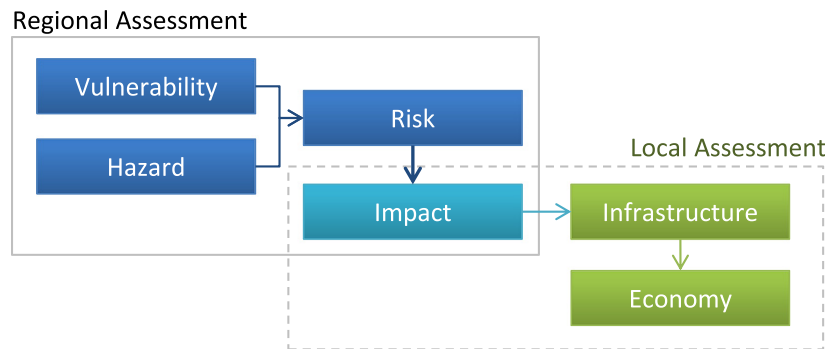 Regional Assessment
Vulnerability
Risk
Hazard
Local Assessment
Impact
Infrastructure
Economy